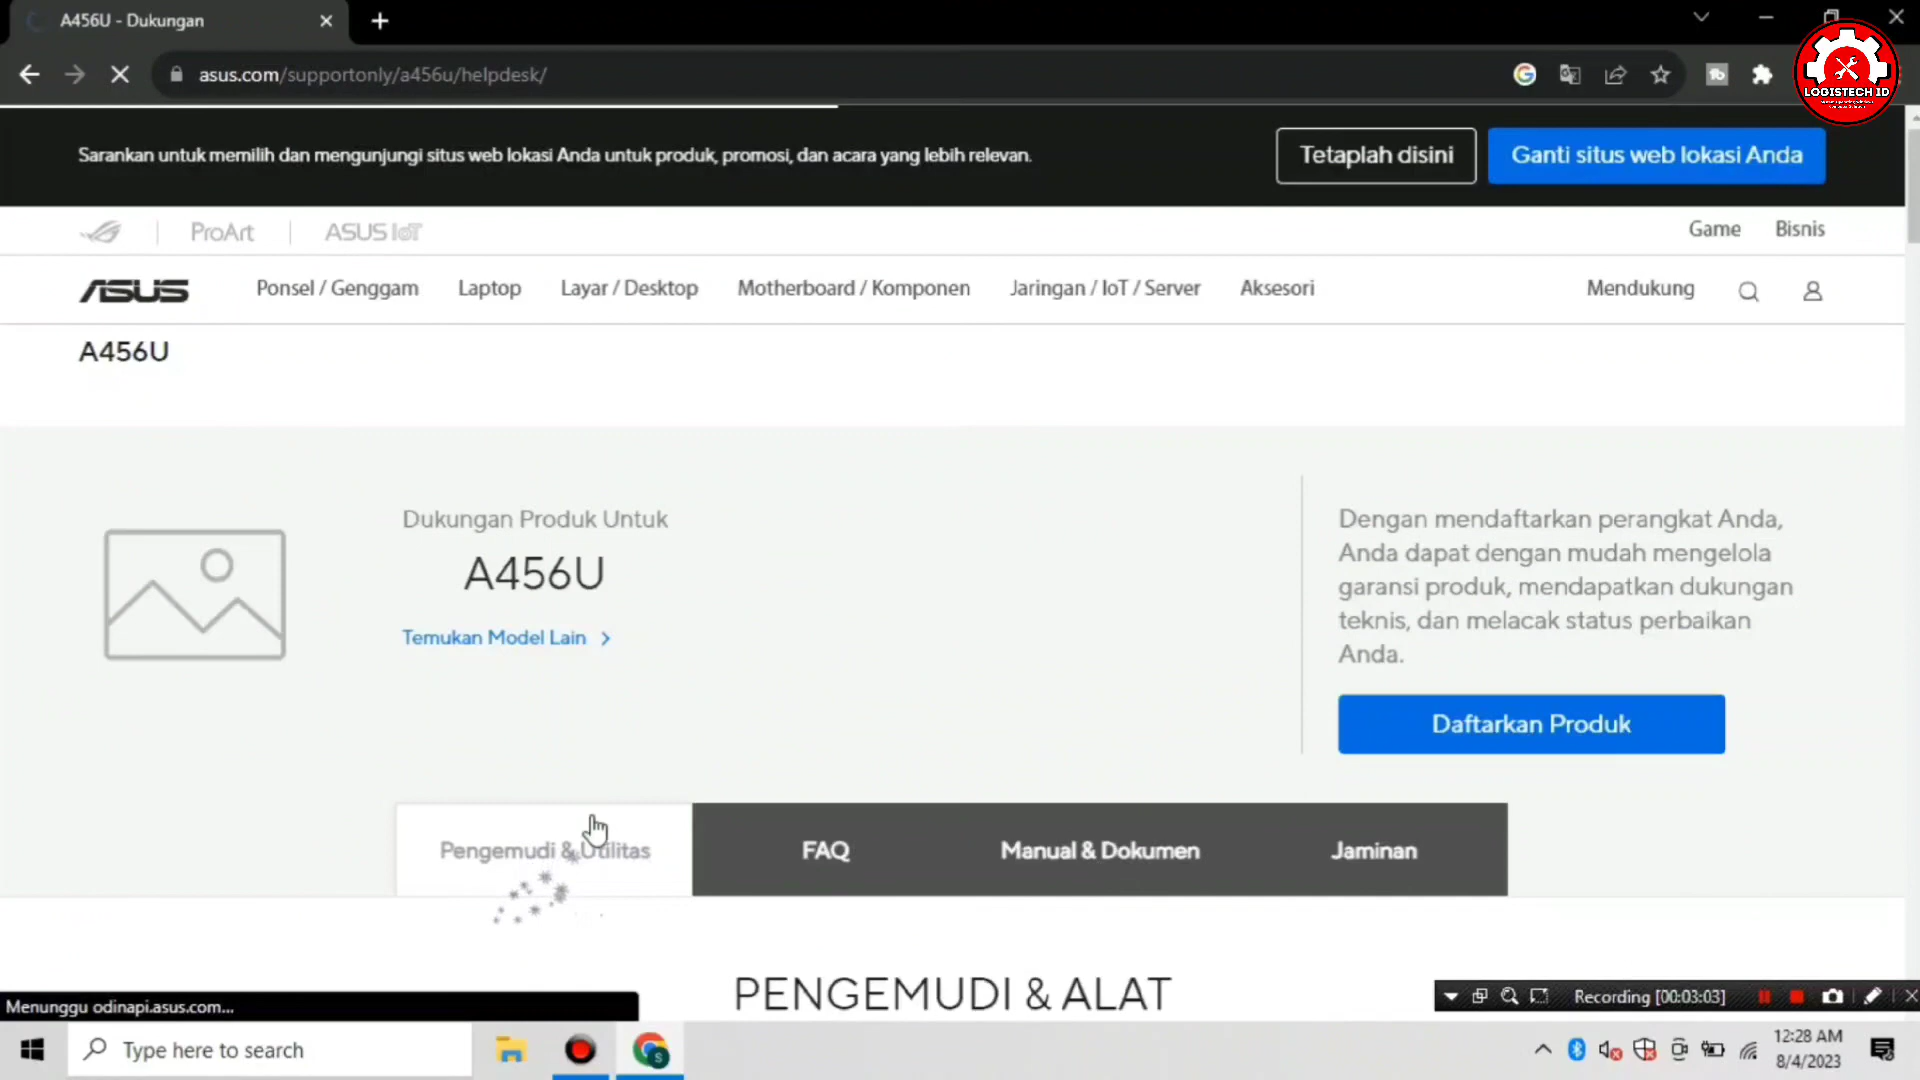 A456U - Dukungan
asus.com/supportonly/a456u/helpdesk/
LOGISTECH ID
Sarankan untuk memilih dan mengunjungi situs web lokasi Anda untuk produk, promosi, dan acara yang lebih relevan.
Tetaplah disini
Ganti situs web lokasi Anda
ProArt
ASUS IoT
Game
Bisnis
ASUS
Ponsel / Genggam
Laptop
Layar / Desktop
Motherboard / Komponen
Jaringan / IoT / Server
Aksesori
Mendukung
A456U
Dukungan Produk Untuk
A456U
Temukan Model Lain
Dengan mendaftarkan perangkat Anda,
Anda dapat dengan mudah mengelola
garansi produk, mendapatkan dukungan
teknis, dan melacak status perbaikan
Anda.
Daftarkan Produk
Pengemudi & Utilitas
FAQ
Manual & Dokumen
Jaminan
PENGEMUDI & ALAT
Menunggu odinapi.asus.com...
Recording [00:03:03]
Type here to search
S
12:28 AM
8/4/2023